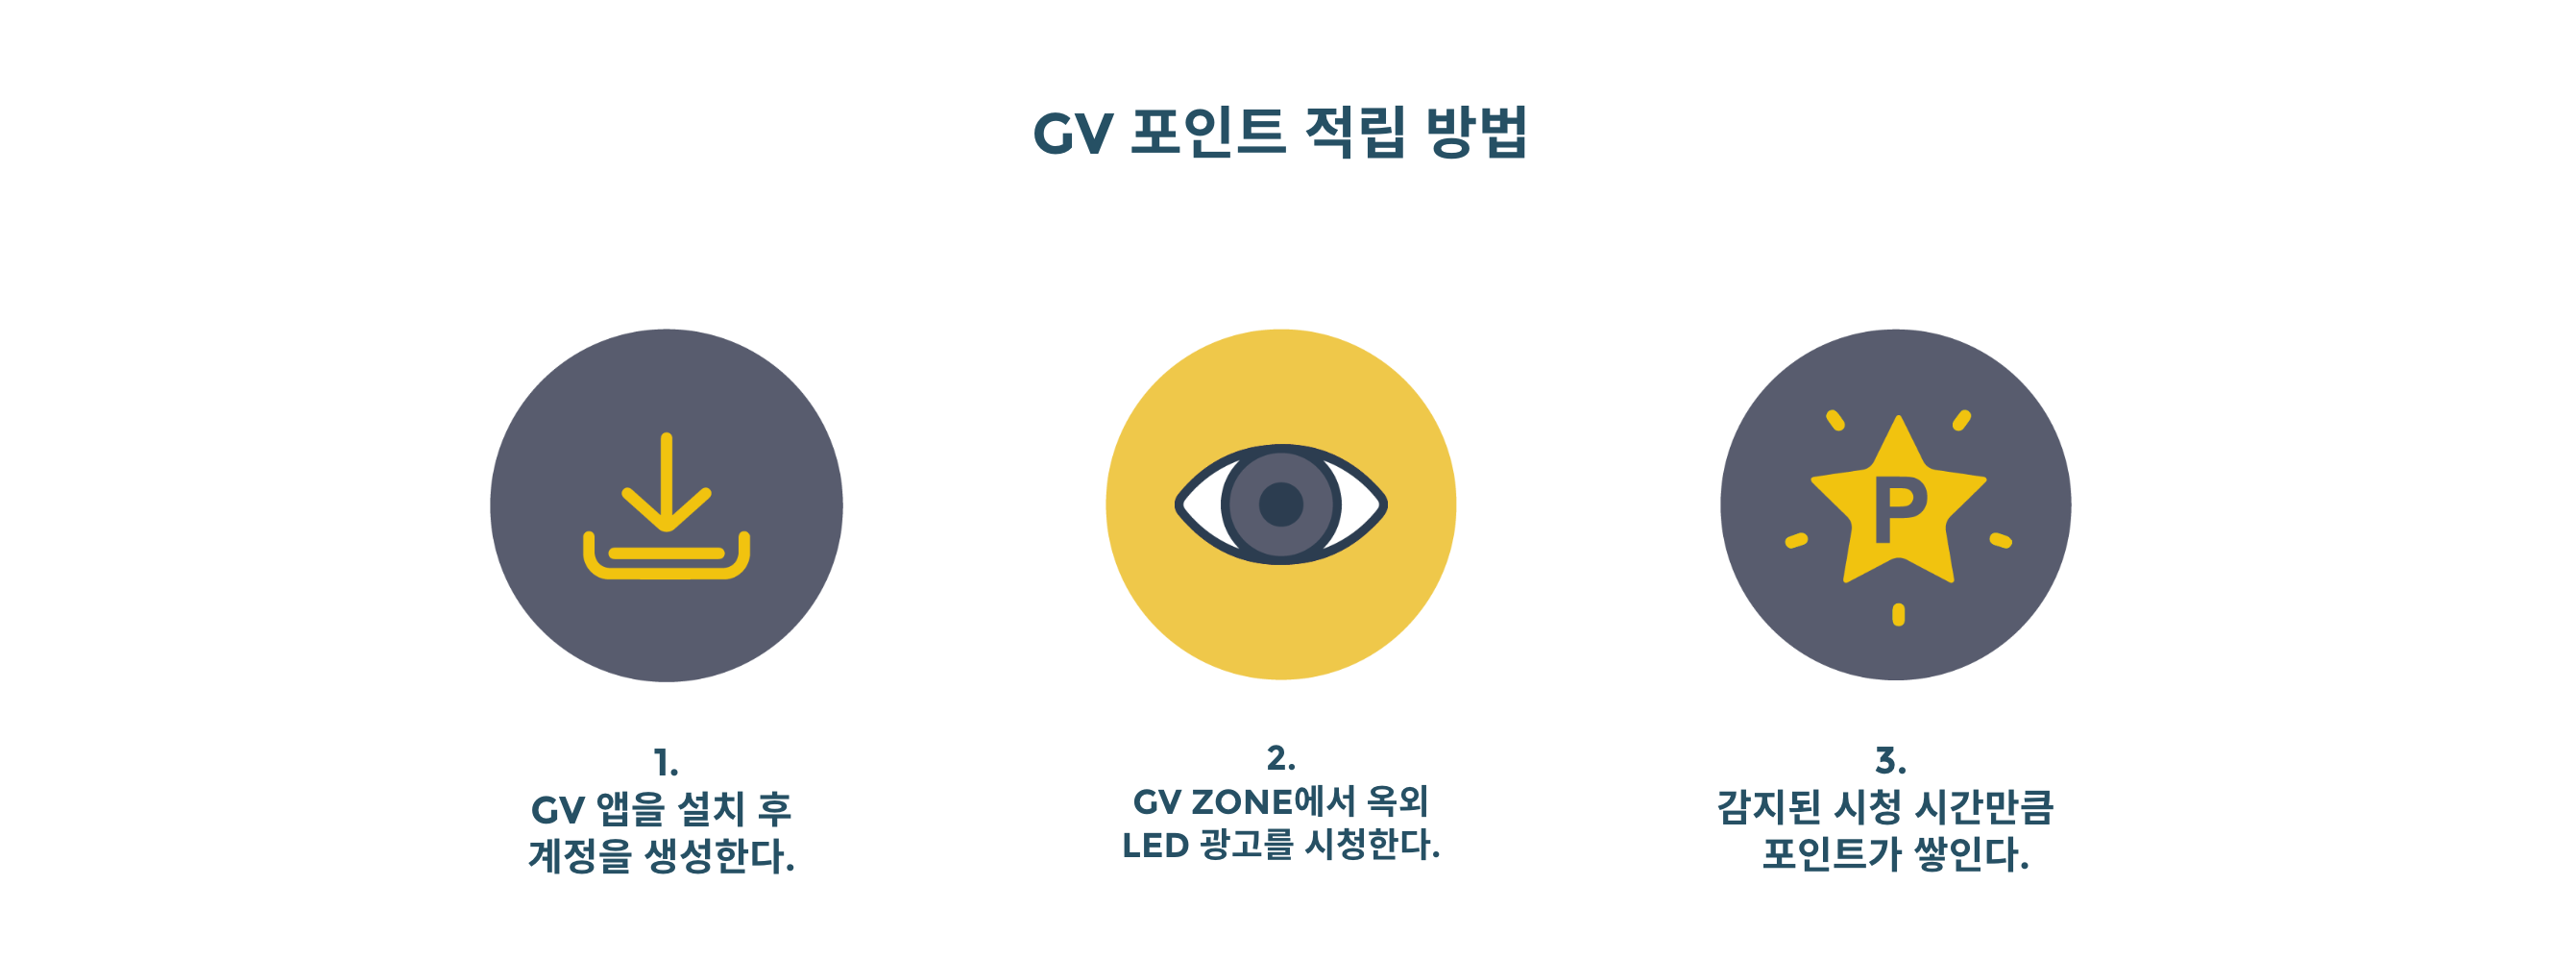 GV 포인트 적립 방법
P
1.
GV 앱을 설치 후
계정을 생성한다.
2.
GV ZONE에서 옥외
LED 광고를 시청한다.
3.
감지된 시청 시간만큼
포인트가 쌓인다.